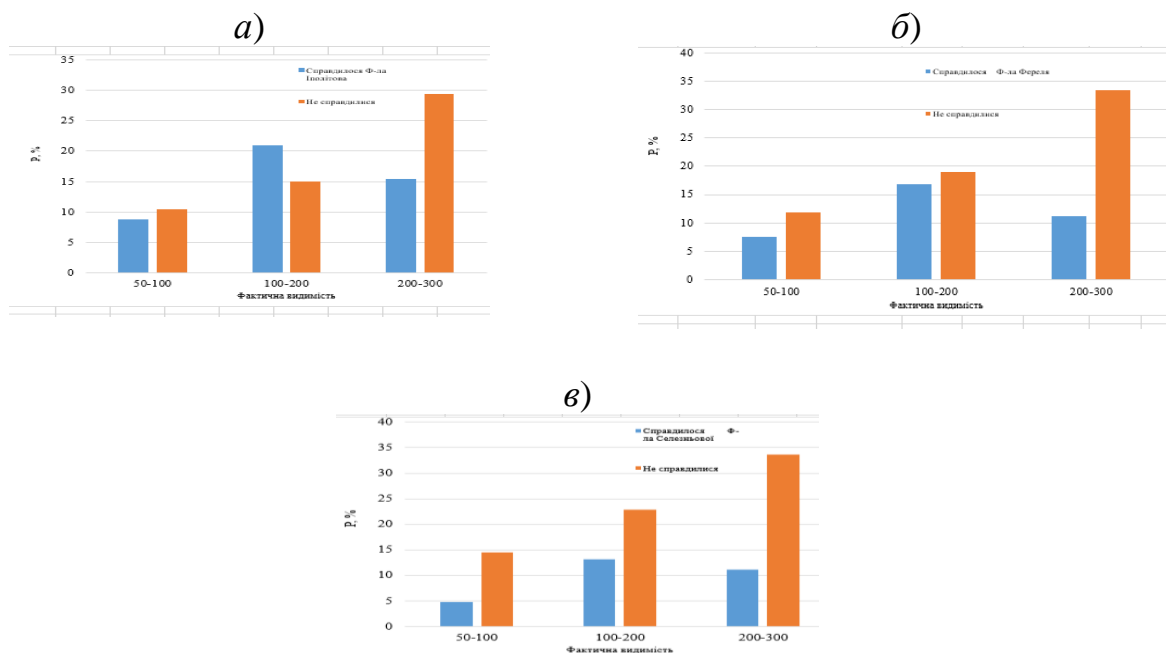 а)
35
30
25
20
15
10
5
0
P, %
Справдилося Ф-ла
Іполітова
Не справдилися
50-100 100-200 200-300
Фактична видимість
б)
40
35
30
25
20
15
10
5
0
P, %
Справдилося Ф-ла Фереля
Не справдилися
50-100 100-200 200-300
Фактична видимість
в)
40
35
30
25
20
15
10
5
0
P, %
Справдилося Ф-
ла Селезньової
Не справдилися
50-100 100-200 200-300
Фактична видимість